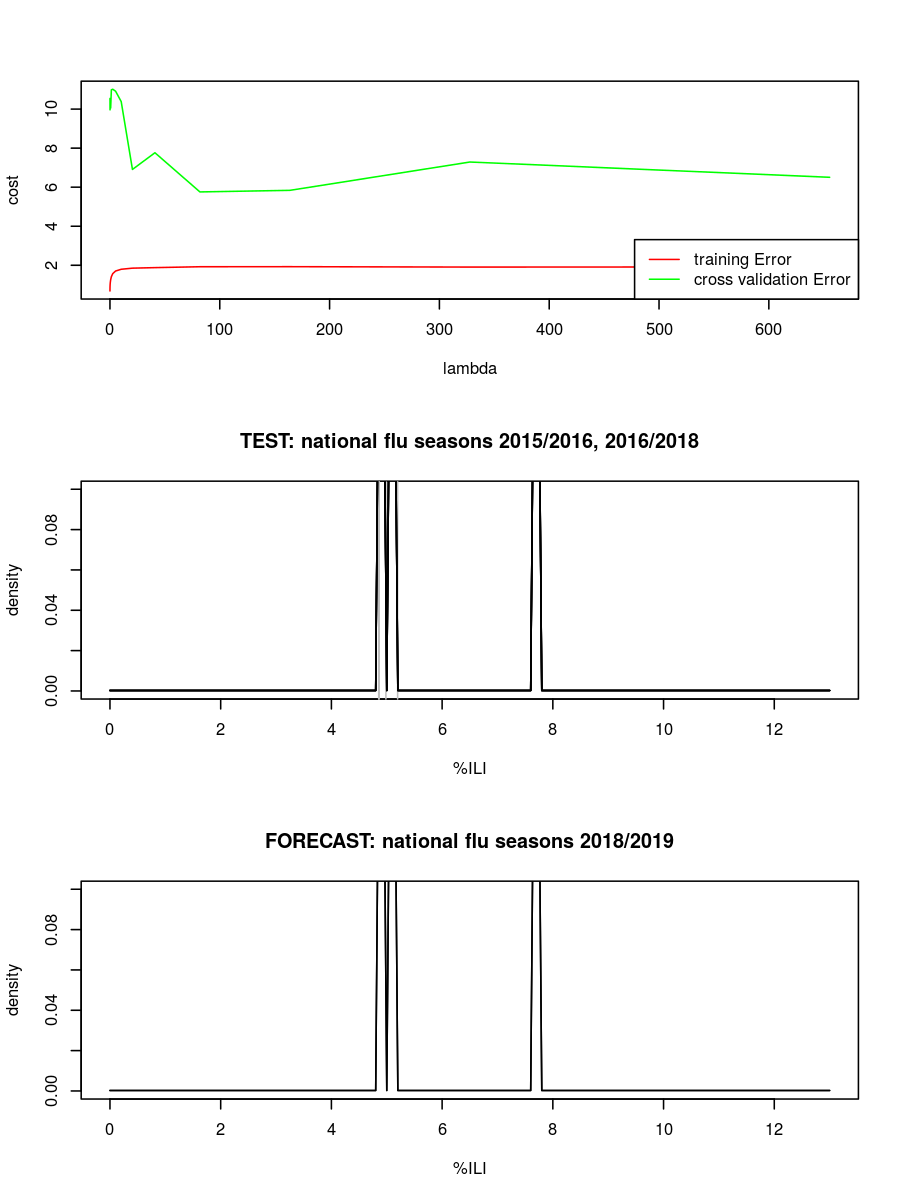 cost
10
8
6
4
2
training Error
cross validation Error
0 100 200 300 400 500 600
lambda
TEST: national flu seasons 2015/2016, 2016/2018
density
0.08
0.04
0.00
0 2 4 6 8 10 12
%ILI
FORECAST: national flu seasons 2018/2019
density
0.08
0.04
0.00
0 2 4 6 8 10 12
%ILI